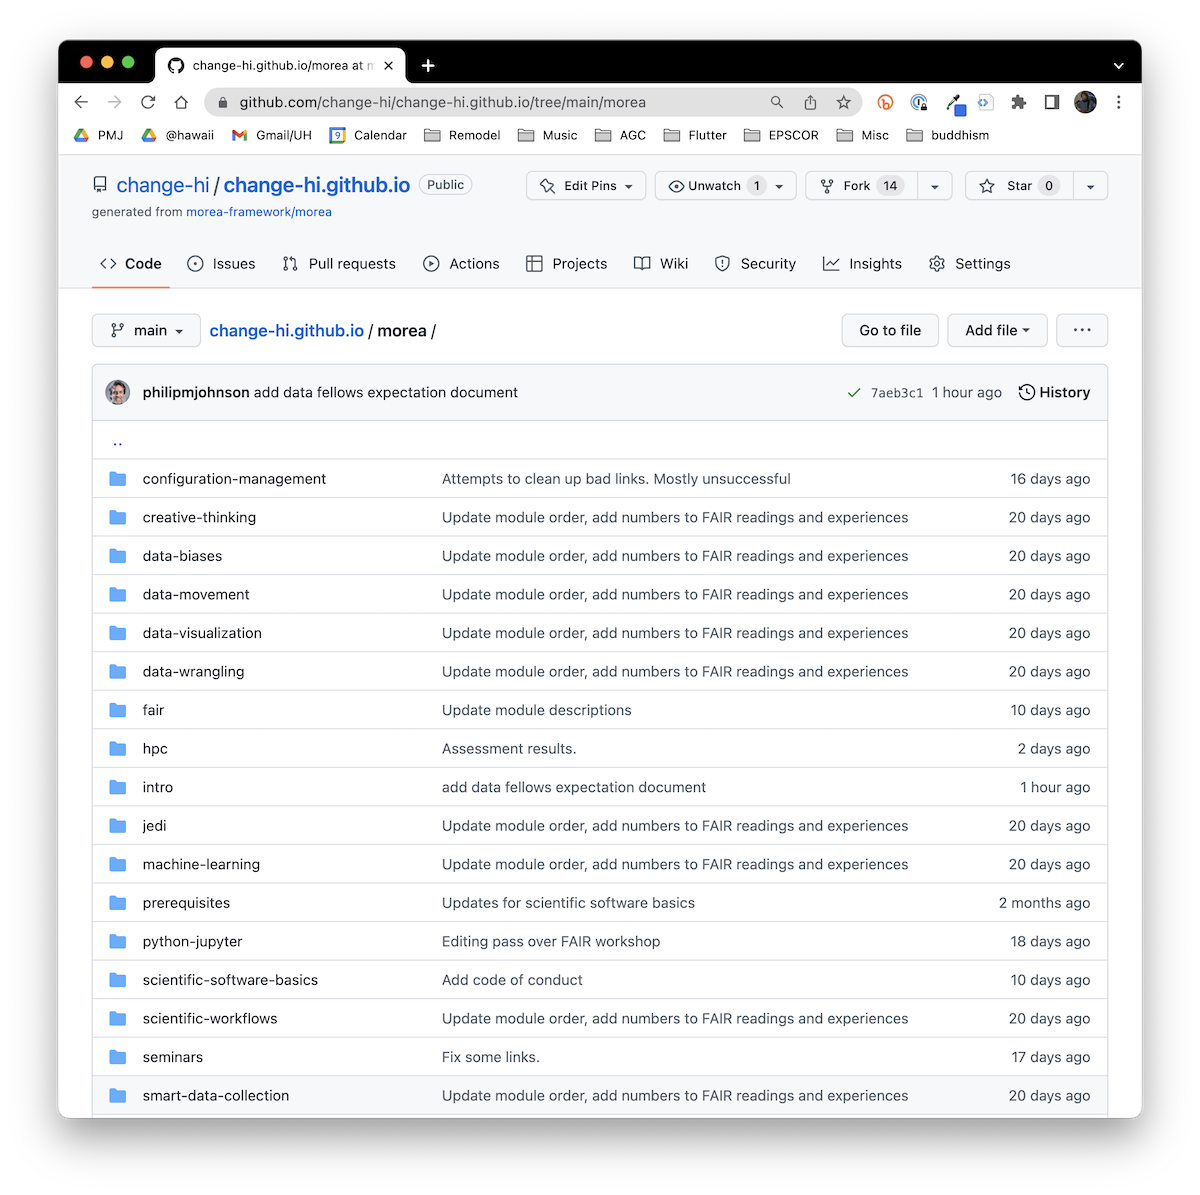 change-hi.github.io/morea at m
github.com/change-hi/change-hi.github.io/tree/main/morea
PMJ @hawaii Gmail/UH 9 Calendar Remodel Music AGC Flutter EPSCOR Misc buddhism
change-hi / change-hi.github.io Public Edit Pins Unwatch 1 Fork 14 Star 0
generated from morea-framework/morea
Code Issues Pull requests Actions Projects Wiki Security Insights Settings
main change-hi.github.io / morea / Go to file Add file ...
philipmjohnson add data fellows expectation document 7aeb3c1 1 hour ago History
..
configuration-management Attempts to clean up bad links. Mostly unsuccessful 16 days ago
creative-thinking Update module order, add numbers to FAIR readings and experiences 20 days ago
data-biases Update module order, add numbers to FAIR readings and experiences 20 days ago
data-movement Update module order, add numbers to FAIR readings and experiences 20 days ago
data-visualization Update module order, add numbers to FAIR readings and experiences 20 days ago
data-wrangling Update module order, add numbers to FAIR readings and experiences 20 days ago
fair Update module descriptions 10 days ago
hpc Assessment results. 2 days ago
intro add data fellows expectation document 1 hour ago
jedi Update module order, add numbers to FAIR readings and experiences 20 days ago
machine-learning Update module order, add numbers to FAIR readings and experiences 20 days ago
prerequisites Updates for scientific software basics 2 months ago
python-jupyter Editing pass over FAIR workshop 18 days ago
scientific-software-basics Add code of conduct 10 days ago
scientific-workflows Update module order, add numbers to FAIR readings and experiences 20 days ago
seminars Fix some links. 17 days ago
smart-data-collection Update module order, add numbers to FAIR readings and experiences 20 days ago